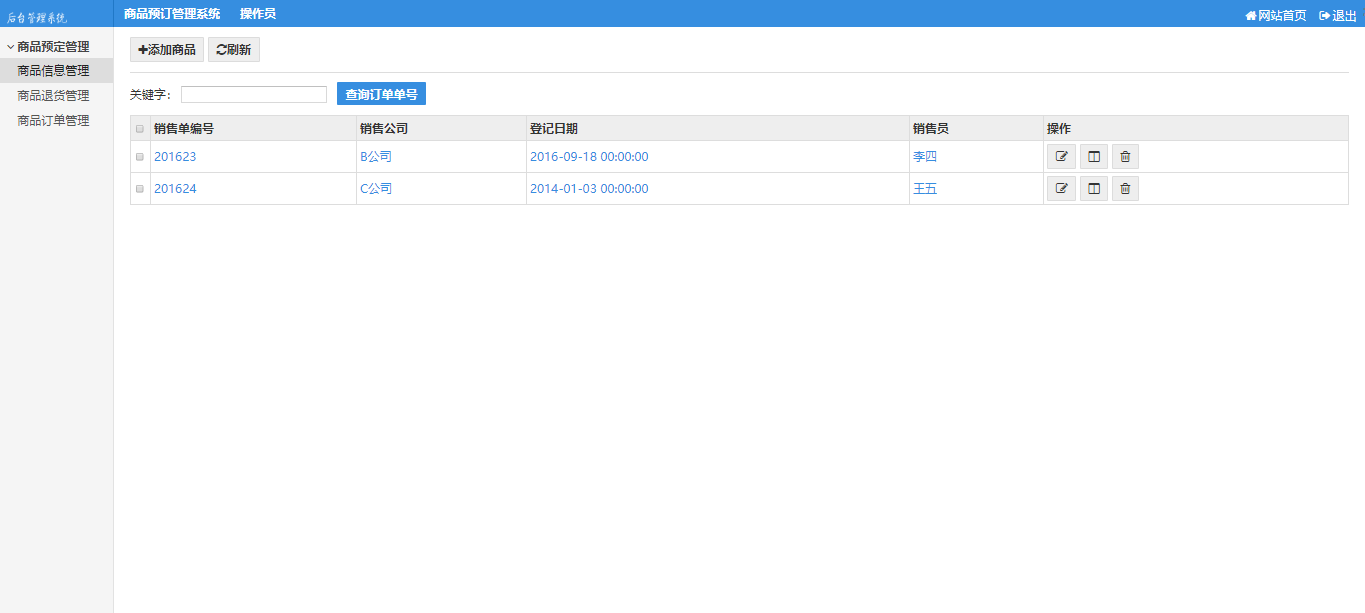 后台管理系统 商品预订管理系统 操作员 网站首页 退出
商品预定管理
商品信息管理
商品退货管理
商品订单管理
添加商品 刷新
关键字： 查询订单单号
销售单编号 销售公司 登记日期 销售员 操作
201623 B公司 2016-09-18 00:00:00 李四
201624 C公司 2014-01-03 00:00:00 王五